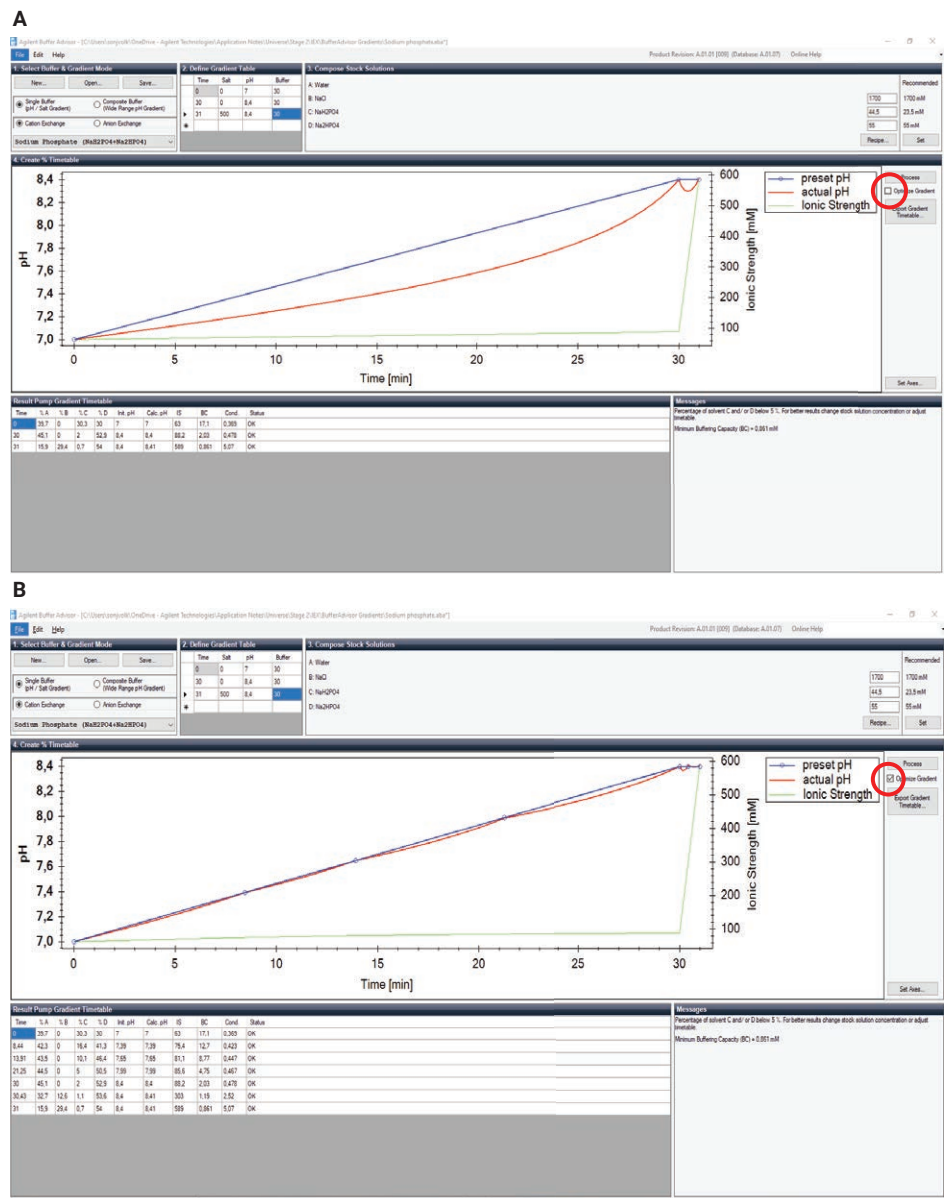 A
Agilent Buffer Advisor - [C:\Users\sonjvolk\OneDrive - Agilent Technologies\Application Notes\Universe\Stage 2\IEX\BufferAdvisor Gradients\Sodium phosphate.aba*]
File Edit Help Product Revision: A.01.01 [009] (Database: A.01.07) Online Help
1. Select Buffer & Gradient Mode 2. Define Gradient Table 3. Compose Stock Solutions
New... Open... Save...
Time Salt pH Buffer
0 0 7 30
30 0 8,4 30
31 500 8,4 30
Single Buffer (pH / Salt Gradient)
Composite Buffer (Wide Range pH Gradient)
Cation Exchange Anion Exchange
Sodium Phosphate (NaH2PO4+Na2HPO4)
Recommended
A: Water
B: NaCl 1700 1700 mM
C: NaH2PO4 44,5 23,5 mM
D: Na2HPO4 55 55 mM
Recipe... Set
4. Create % Timetable
8,4
8,2
8,0
7,8
7,6
7,4
7,2
7,0
pH
0 5 10 15 20 25 30
Time [min]
600
500
400
300
200
100
Ionic Strength [mM]
preset pH
actual pH
Ionic Strength
Process
Optimize Gradient
Export Gradient Timetable...
Set Axes...
Result Pump Gradient Timetable
Time % A % B % C % D Init. pH Calc. pH IS BC Cond. Status
0 39,7 0 30,3 30 7 7 63 17,1 0,365 OK
30 45,1 0 2 52,9 8,4 8,4 88,2 2,03 0,478 OK
31 15,9 29,4 0,7 54 8,4 8,41 589 0,861 5,07 OK
Messages
Percentage of solvent C and/ or D below 5 %. For better results change stock solution concentration or adjust
timetable.
Minimum Buffering Capacity (BC) = 0,861 mM
B
Agilent Buffer Advisor - [C:\Users\sonjvolk\OneDrive - Agilent Technologies\Application Notes\Universe\Stage 2\IEX\BufferAdvisor Gradients\Sodium phosphate.aba*]
File Edit Help Product Revision: A.01.01 [009] (Database: A.01.07) Online Help
1. Select Buffer & Gradient Mode 2. Define Gradient Table 3. Compose Stock Solutions
New... Open... Save...
Time Salt pH Buffer
0 0 7 30
30 0 8,4 30
31 500 8,4 30
Single Buffer (pH / Salt Gradient)
Composite Buffer (Wide Range pH Gradient)
Cation Exchange Anion Exchange
Sodium Phosphate (NaH2PO4+Na2HPO4)
Recommended
A: Water
B: NaCl 1700 1700 mM
C: NaH2PO4 44,5 23,5 mM
D: Na2HPO4 55 55 mM
Recipe... Set
4. Create % Timetable
8,4
8,2
8,0
7,8
7,6
7,4
7,2
7,0
pH
0 5 10 15 20 25 30
Time [min]
600
500
400
300
200
100
Ionic Strength [mM]
preset pH
actual pH
Ionic Strength
Process
Optimize Gradient
Export Gradient Timetable...
Set Axes...
Result Pump Gradient Timetable
Time % A % B % C % D Init. pH Calc. pH IS BC Cond. Status
0 39,7 0 30,3 30 7 7 63 17,1 0,365 OK
8,44 42,3 0 16,4 41,3 7,39 7,39 75,4 12,7 0,423 OK
13,91 43,5 0 10,1 46,4 7,65 7,65 81,1 8,77 0,447 OK
21,25 44,5 0 5 50,5 7,99 7,99 85,6 4,75 0,467 OK
30 45,1 0 2 52,9 8,4 8,4 88,2 2,03 0,478 OK
30,43 32,7 12,6 1,1 53,6 8,4 8,41 303 1,19 2,52 OK
31 15,9 29,4 0,7 54 8,4 8,41 589 0,861 5,07 OK
Messages
Percentage of solvent C and/ or D below 5 %. For better results change stock solution concentration or adjust
timetable.
Minimum Buffering Capacity (BC) = 0,861 mM